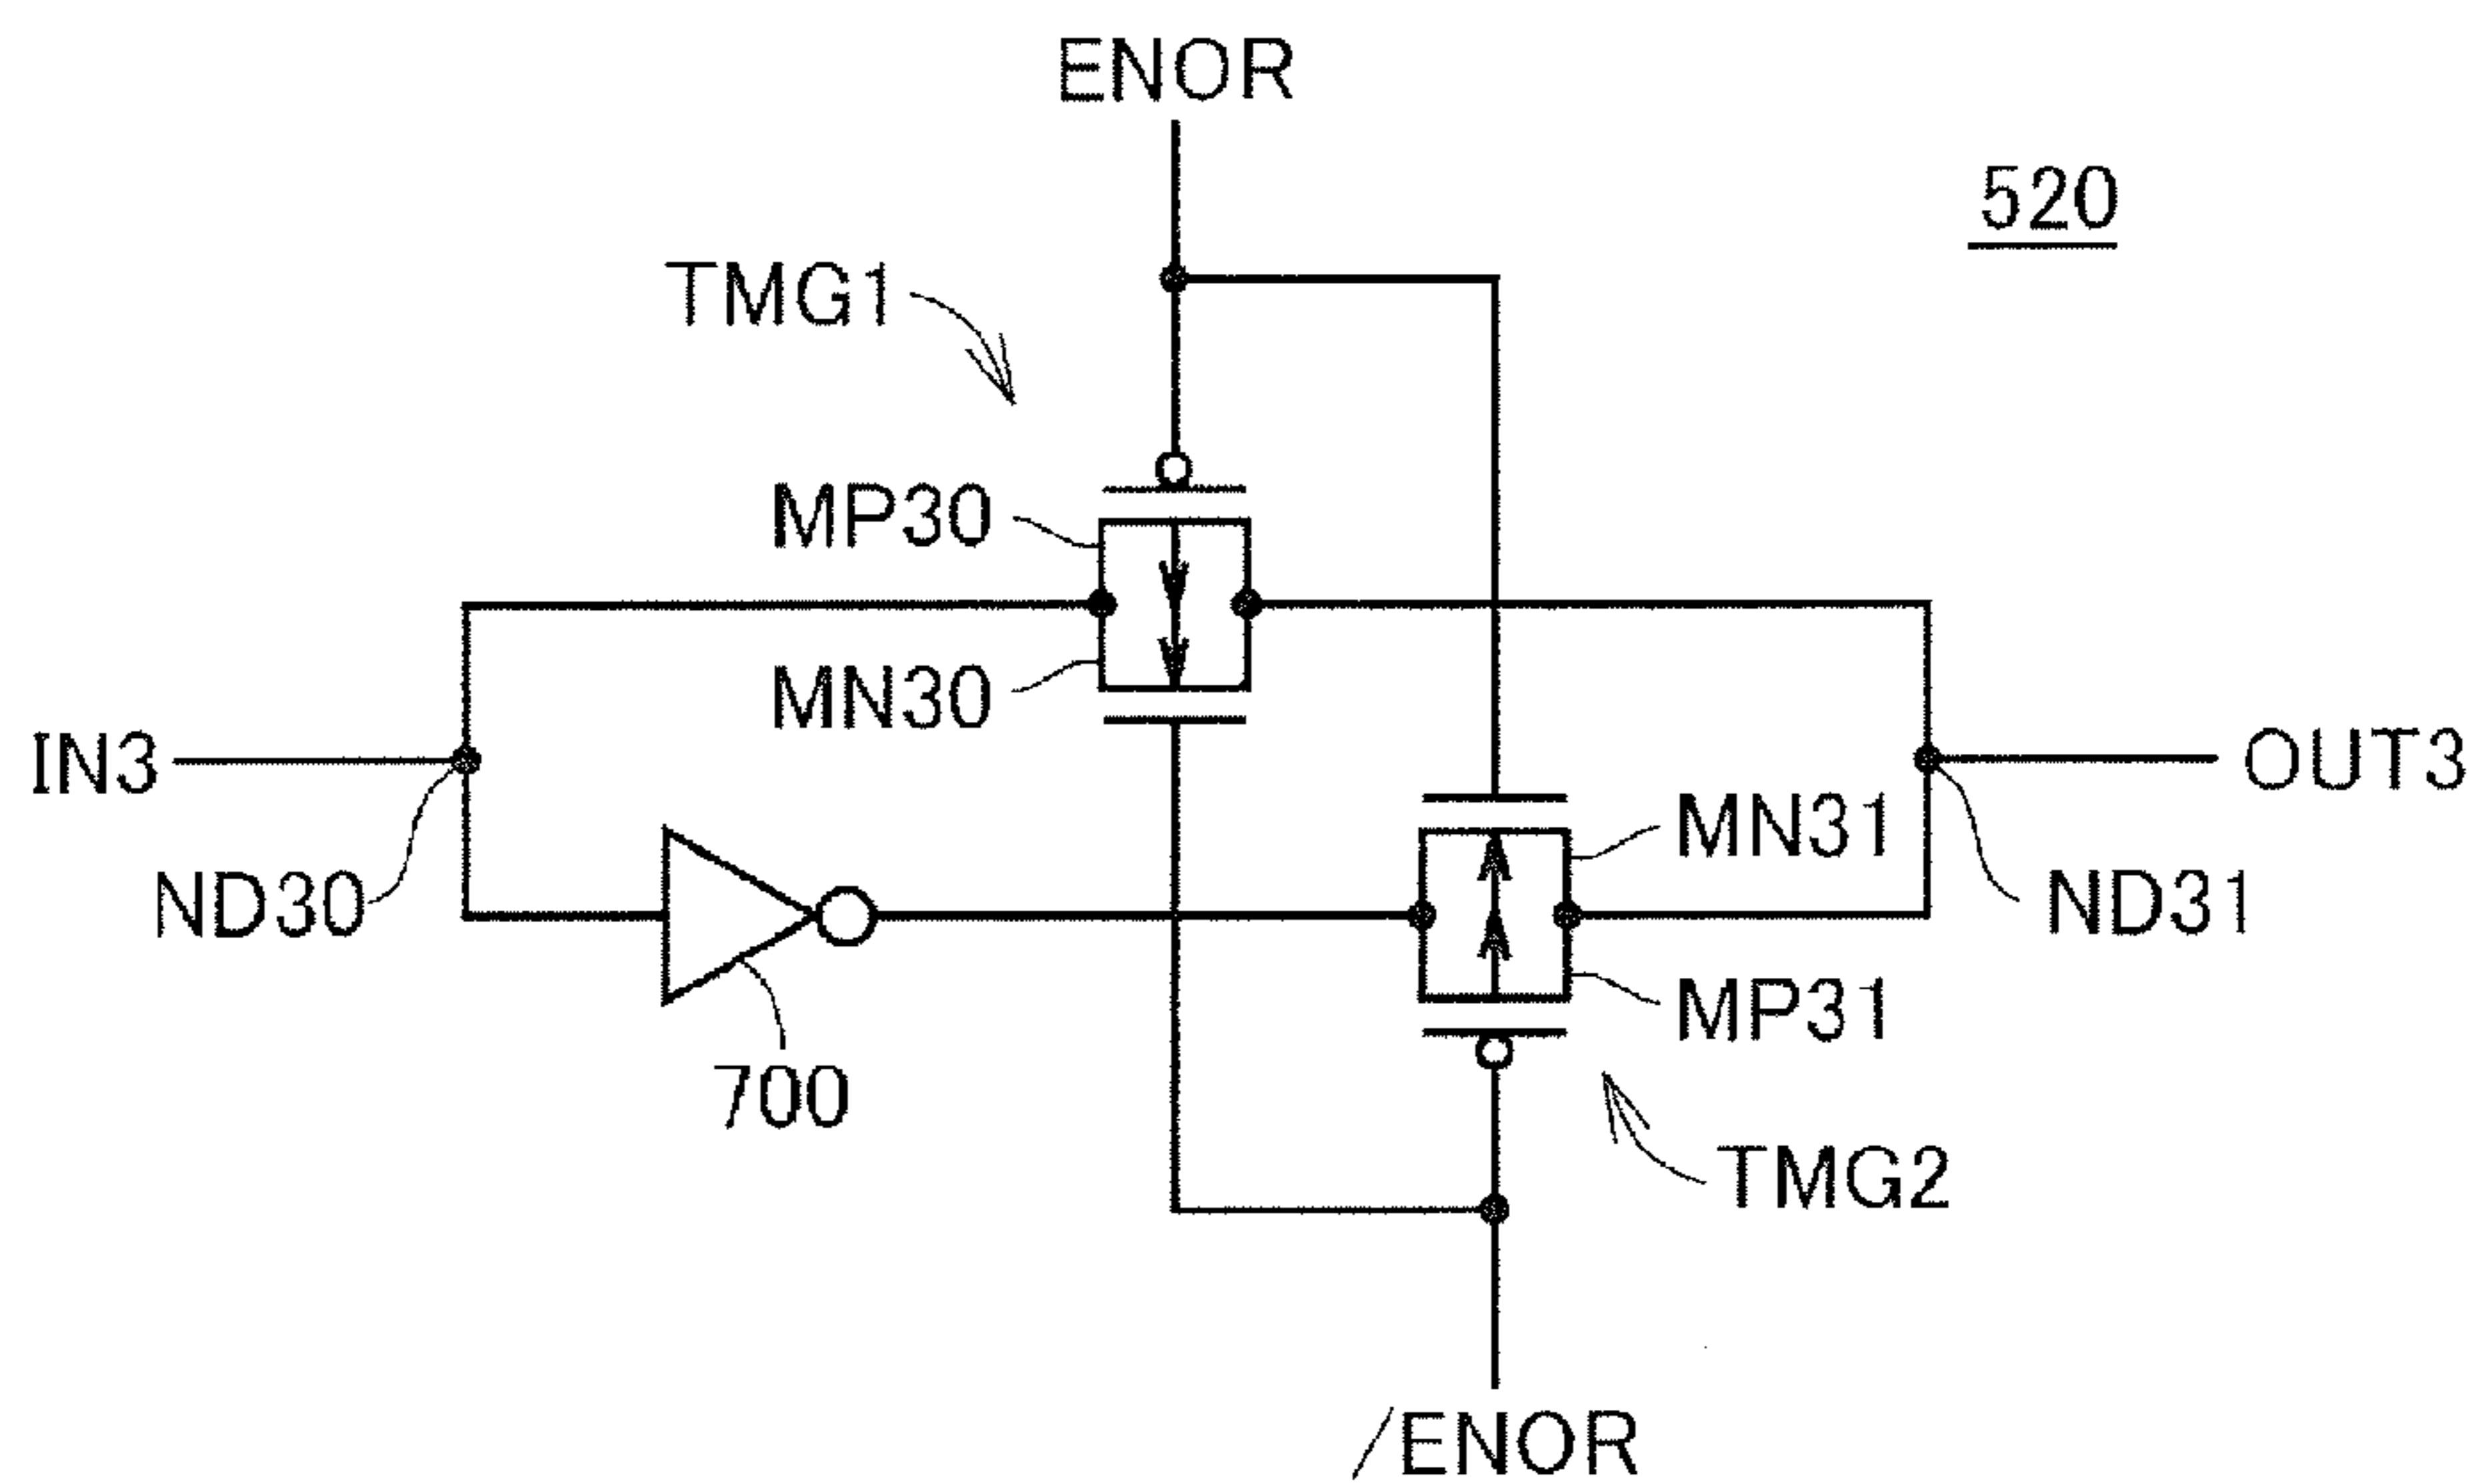 ENOR
520
TMG1
MP30
MN30
IN3
OUT3
MN31
ND30
ND31
MP31
700
TMG2
/ENOR